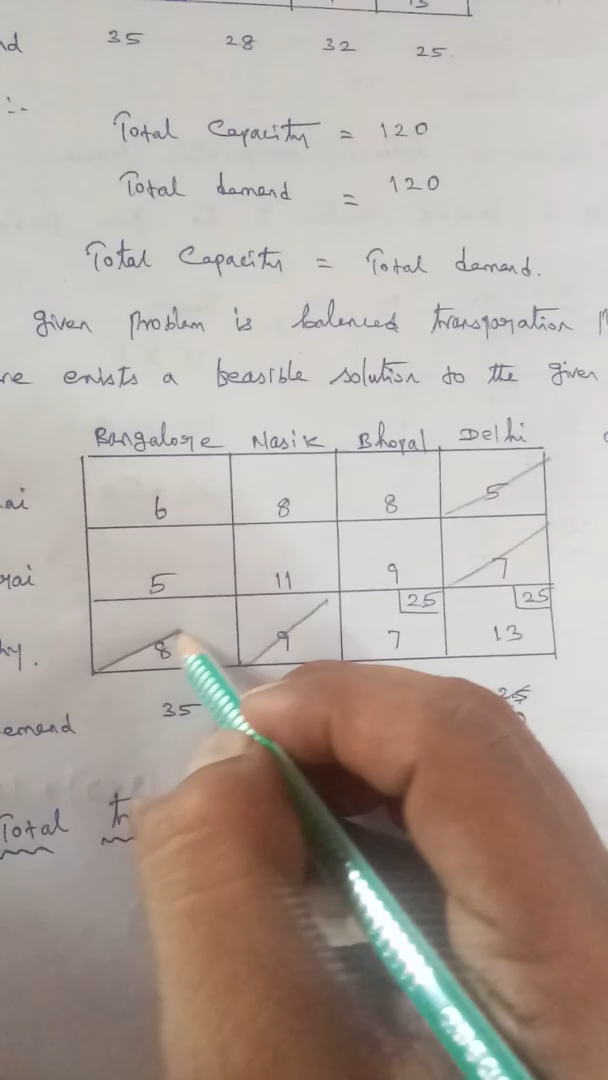 35 28 32 25
Total Capacity = 120
Total demand = 120
Total Capacity = Total demand.
given problem is balanced transporation
exists a feasible solution to the given
Bangalore Nasik Bhopal Delhi
6 8 8 5
5 11 9 7
25 25
8 9 7 13
35 25
Total